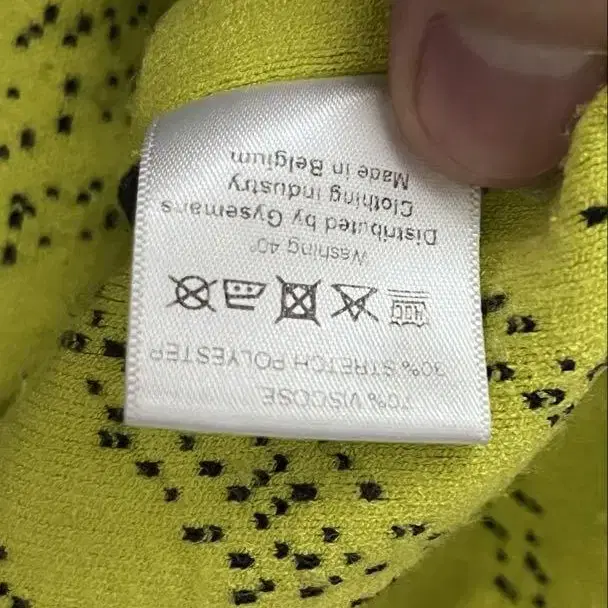 70% VISCOSE
30% STRETCH POLYESTER
Washing 40°
Distributed by Gysemans
Clothing industry
Made in Belgium